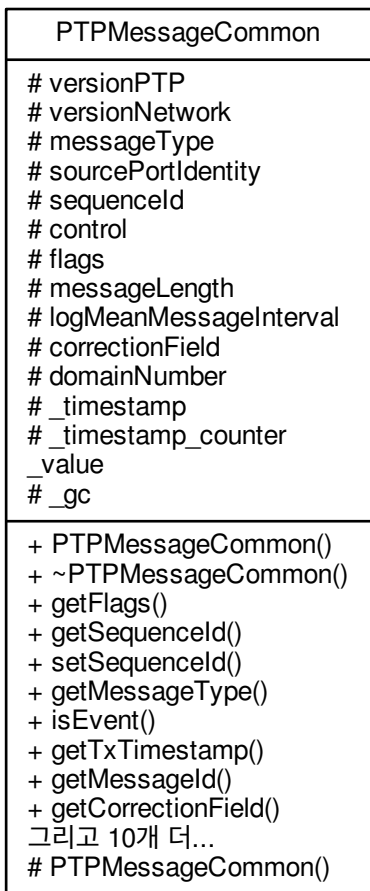 PTPMessageCommon
# versionPTP
# versionNetwork
# messageType
# sourcePortIdentity
# sequenceId
# control
# flags
# messageLength
# logMeanMessageInterval
# correctionField
# domainNumber
# _timestamp
# _timestamp_counter
_value
# _gc
+ PTPMessageCommon()
+ ~PTPMessageCommon()
+ getFlags()
+ getSequenceId()
+ setSequenceId()
+ getMessageType()
+ isEvent()
+ getTxTimestamp()
+ getMessageId()
+ getCorrectionField()
그리고 10개 더...
# PTPMessageCommon()